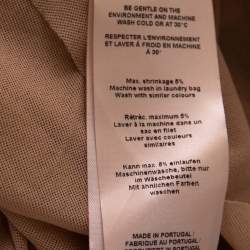 BE GENTLE ON THE
ENVIRONMENT AND MACHINE
WASH COLD OR AT 30°C
RESPECTER L'ENVIRONNEMENT
ET LAVER À FROID EN MACHINE
À 30°
Max. shrinkage 5%
Machine wash in laundry bag
Wash with similar colours
Rétréc. maximum 5%
Laver à la machine dans un
sac en filet
Laver avec couleurs
similaires
Kann max. 5% einlaufen
Maschinenwäsche, bitte nur
im Wäschebeutel
Mit ähnlichen Farben
waschen
MADE IN PORTUGAL /
FABRIQUÉ AU PORTUGAL